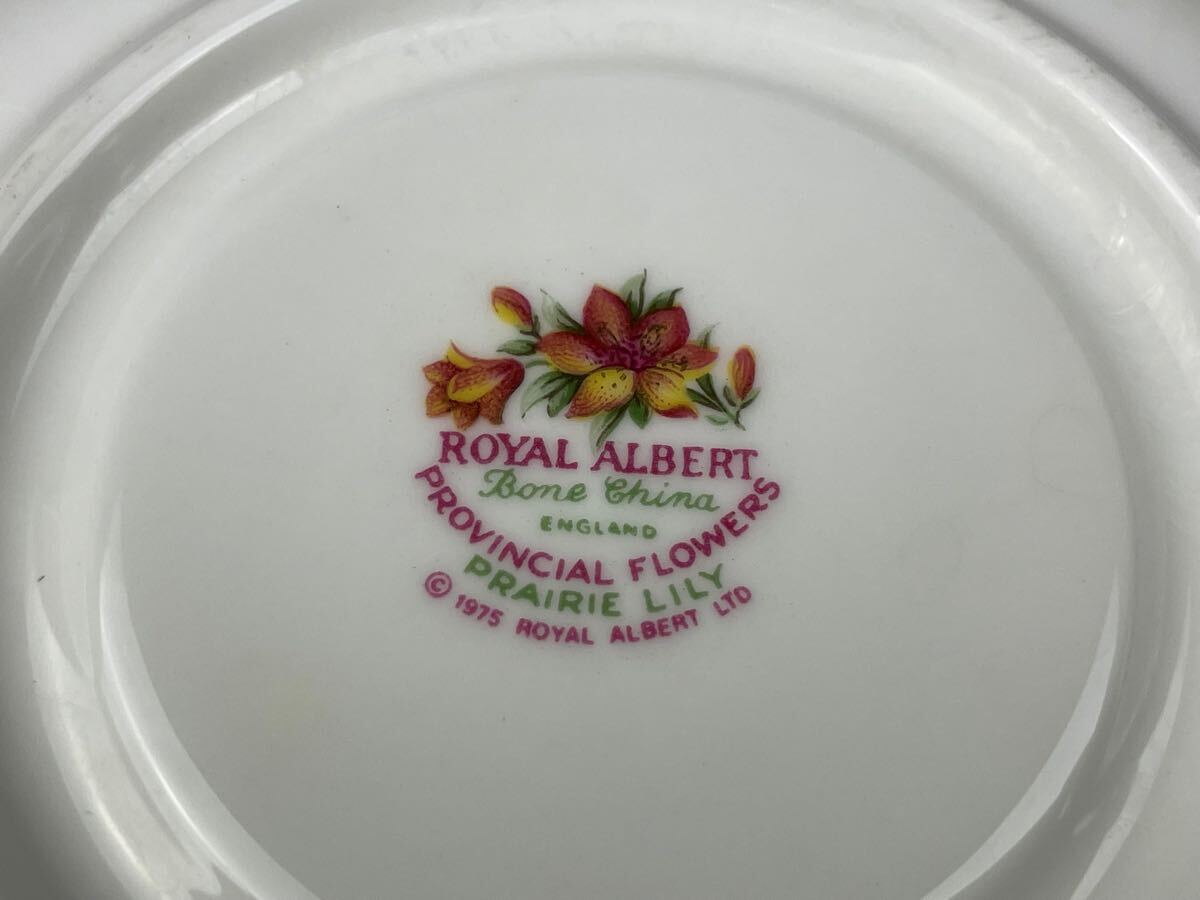 ROYAL ALBERT
Bone China
ENGLAND
PROVINCIAL FLOWERS
PRAIRIE LILY
© 1975 ROYAL ALBERT LTD